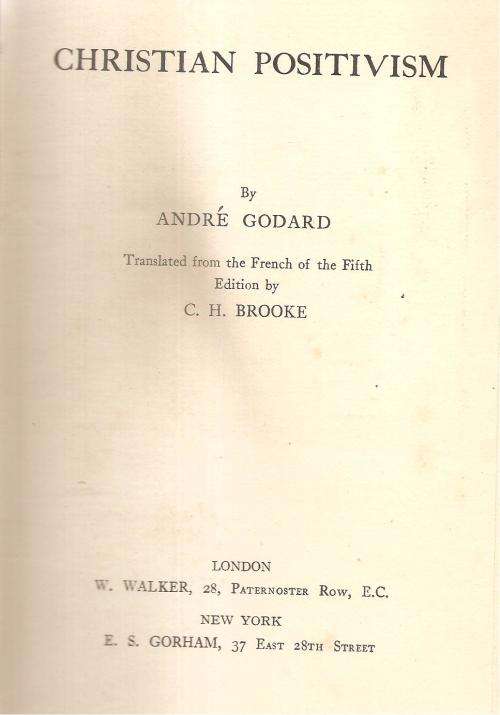 CHRISTIAN POSITIVISM
By
ANDRÉ GODARD
Translated from the French of the Fifth
Edition by
C. H. BROOKE
LONDON
W. WALKER, 28, PATERNOSTER ROW, E.C.
NEW YORK
E. S. GORHAM, 37 EAST 28TH STREET